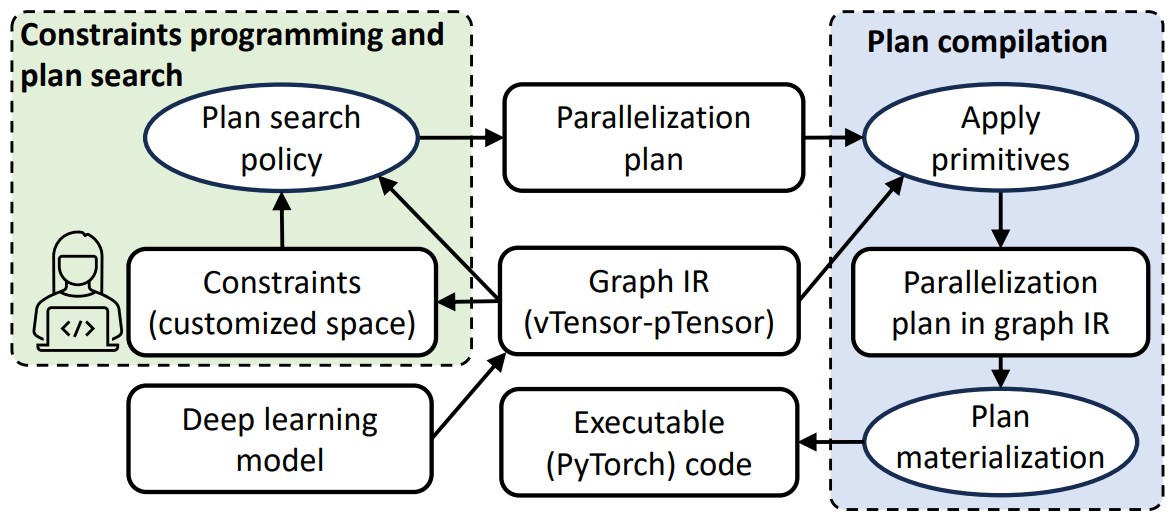 Constraints programming and
plan search
Plan search
policy
Parallelization
plan
Plan compilation
Apply
primitives
Constraints
(customized space)
</>
Graph IR
(vTensor-pTensor)
Parallelization
plan in graph IR
Deep learning
model
Executable
(PyTorch) code
Plan
materialization